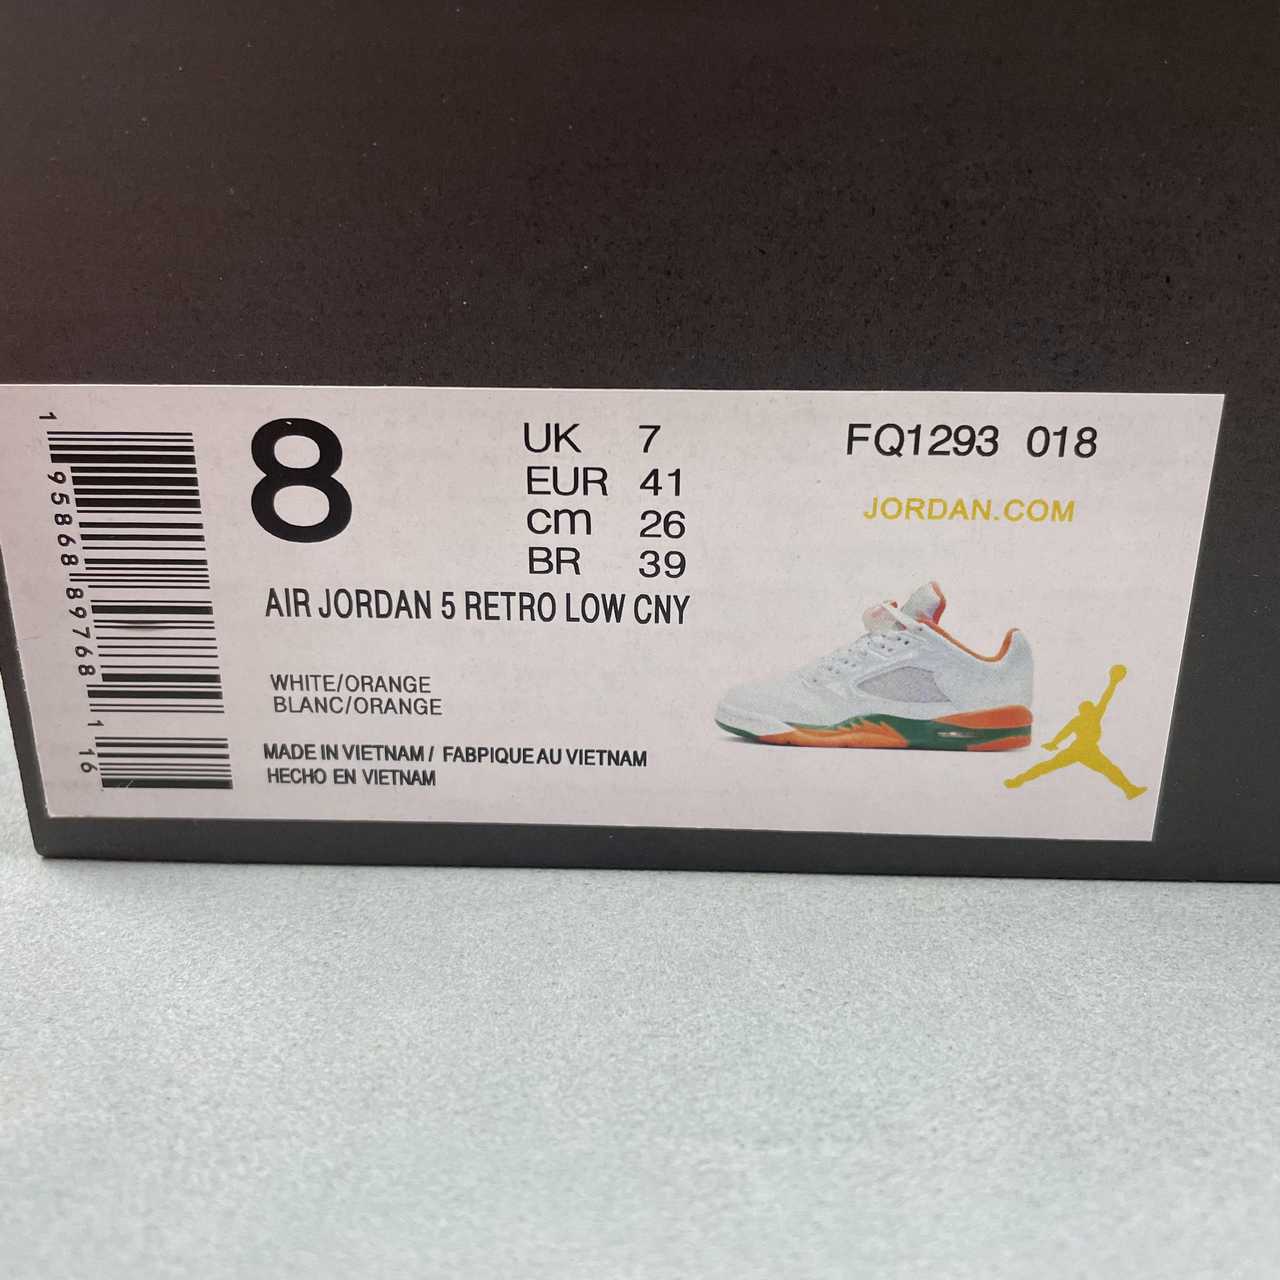 8
UK 7
EUR 41
cm 26
BR 39
FQ1293 018
JORDAN.COM
AIR JORDAN 5 RETRO LOW CNY
WHITE/ORANGE
BLANC/ORANGE
MADE IN VIETNAM / FABPIQUE AU VIETNAM
HECHO EN VIETNAM
1 95868 89768 1 16